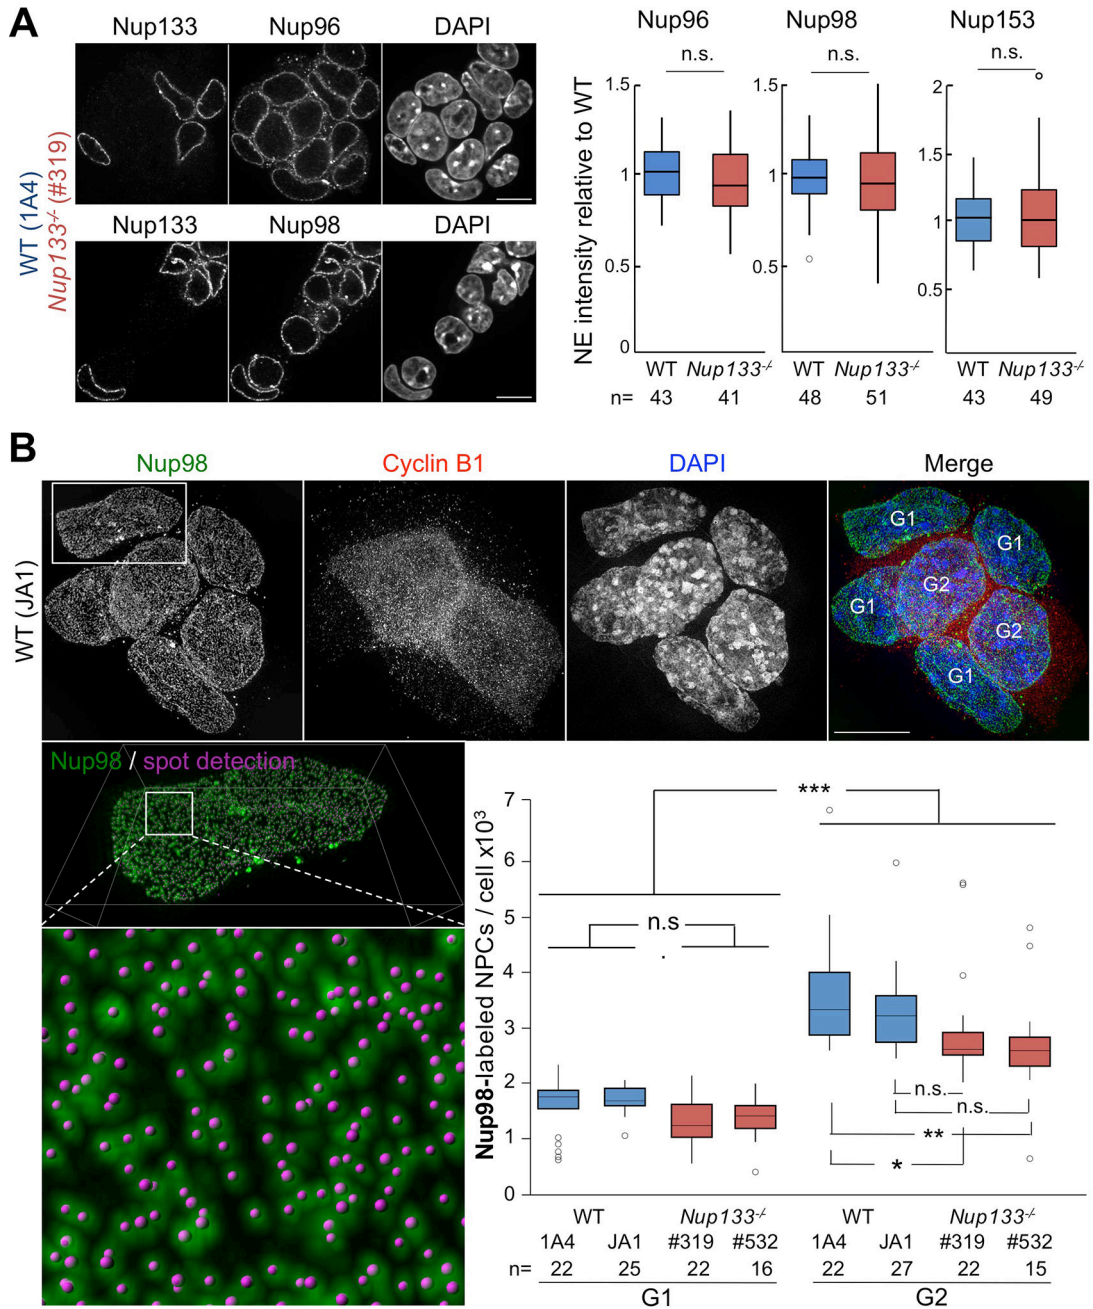 A
Nup133 Nup96 DAPI
Nup133 Nup98 DAPI
WT (1A4)
Nup133-/- (#319)
Nup96 Nup98 Nup153
n.s. n.s. n.s.
NE intensity relative to WT
1.5 1.5 2
1.5
1 1 1
0.5 0.5 0.5
0
WT Nup133-/- WT Nup133-/- WT Nup133-/-
n= 43 41 48 51 43 49
B
Nup98 Cyclin B1 DAPI Merge
WT (JA1)
G1 G1
G2
G1 G2
G1
Nup98 / spot detection
Nup98-labeled NPCs / cell x10³
7
6
5
4
3
2
1
0
***
n.s
n.s.
n.s.
**
*
WT Nup133-/- WT Nup133-/-
1A4 JA1 #319 #532 1A4 JA1 #319 #532
n= 22 25 22 16 22 27 22 15
G1 G2